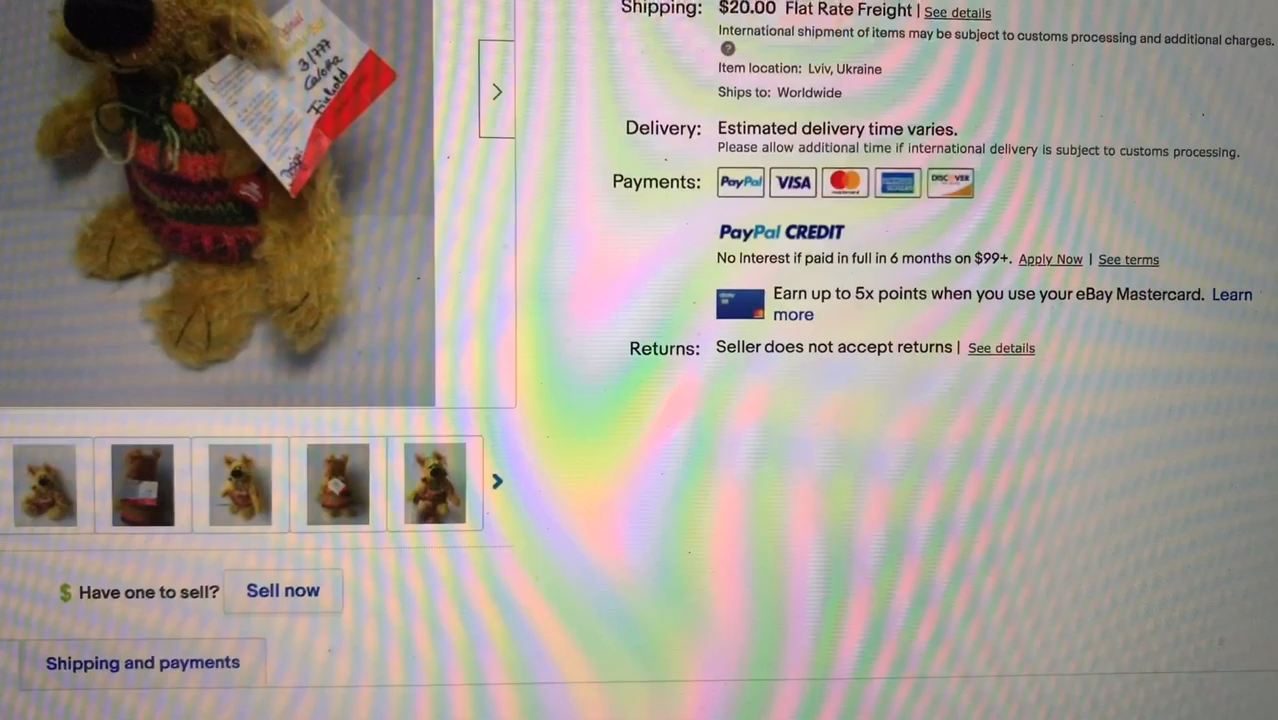 Shipping: $20.00 Flat Rate Freight | See details
International shipment of items may be subject to customs processing and additional charges.
?
Item location: Lviv, Ukraine
Ships to: Worldwide
Delivery: Estimated delivery time varies.
Please allow additional time if international delivery is subject to customs processing.
Payments: PayPal VISA DISCOVER
PayPal CREDIT
No Interest if paid in full in 6 months on $99+. Apply Now | See terms
Earn up to 5x points when you use your eBay Mastercard. Learn
more
Returns: Seller does not accept returns | See details
3/777
$ Have one to sell? Sell now
Shipping and payments